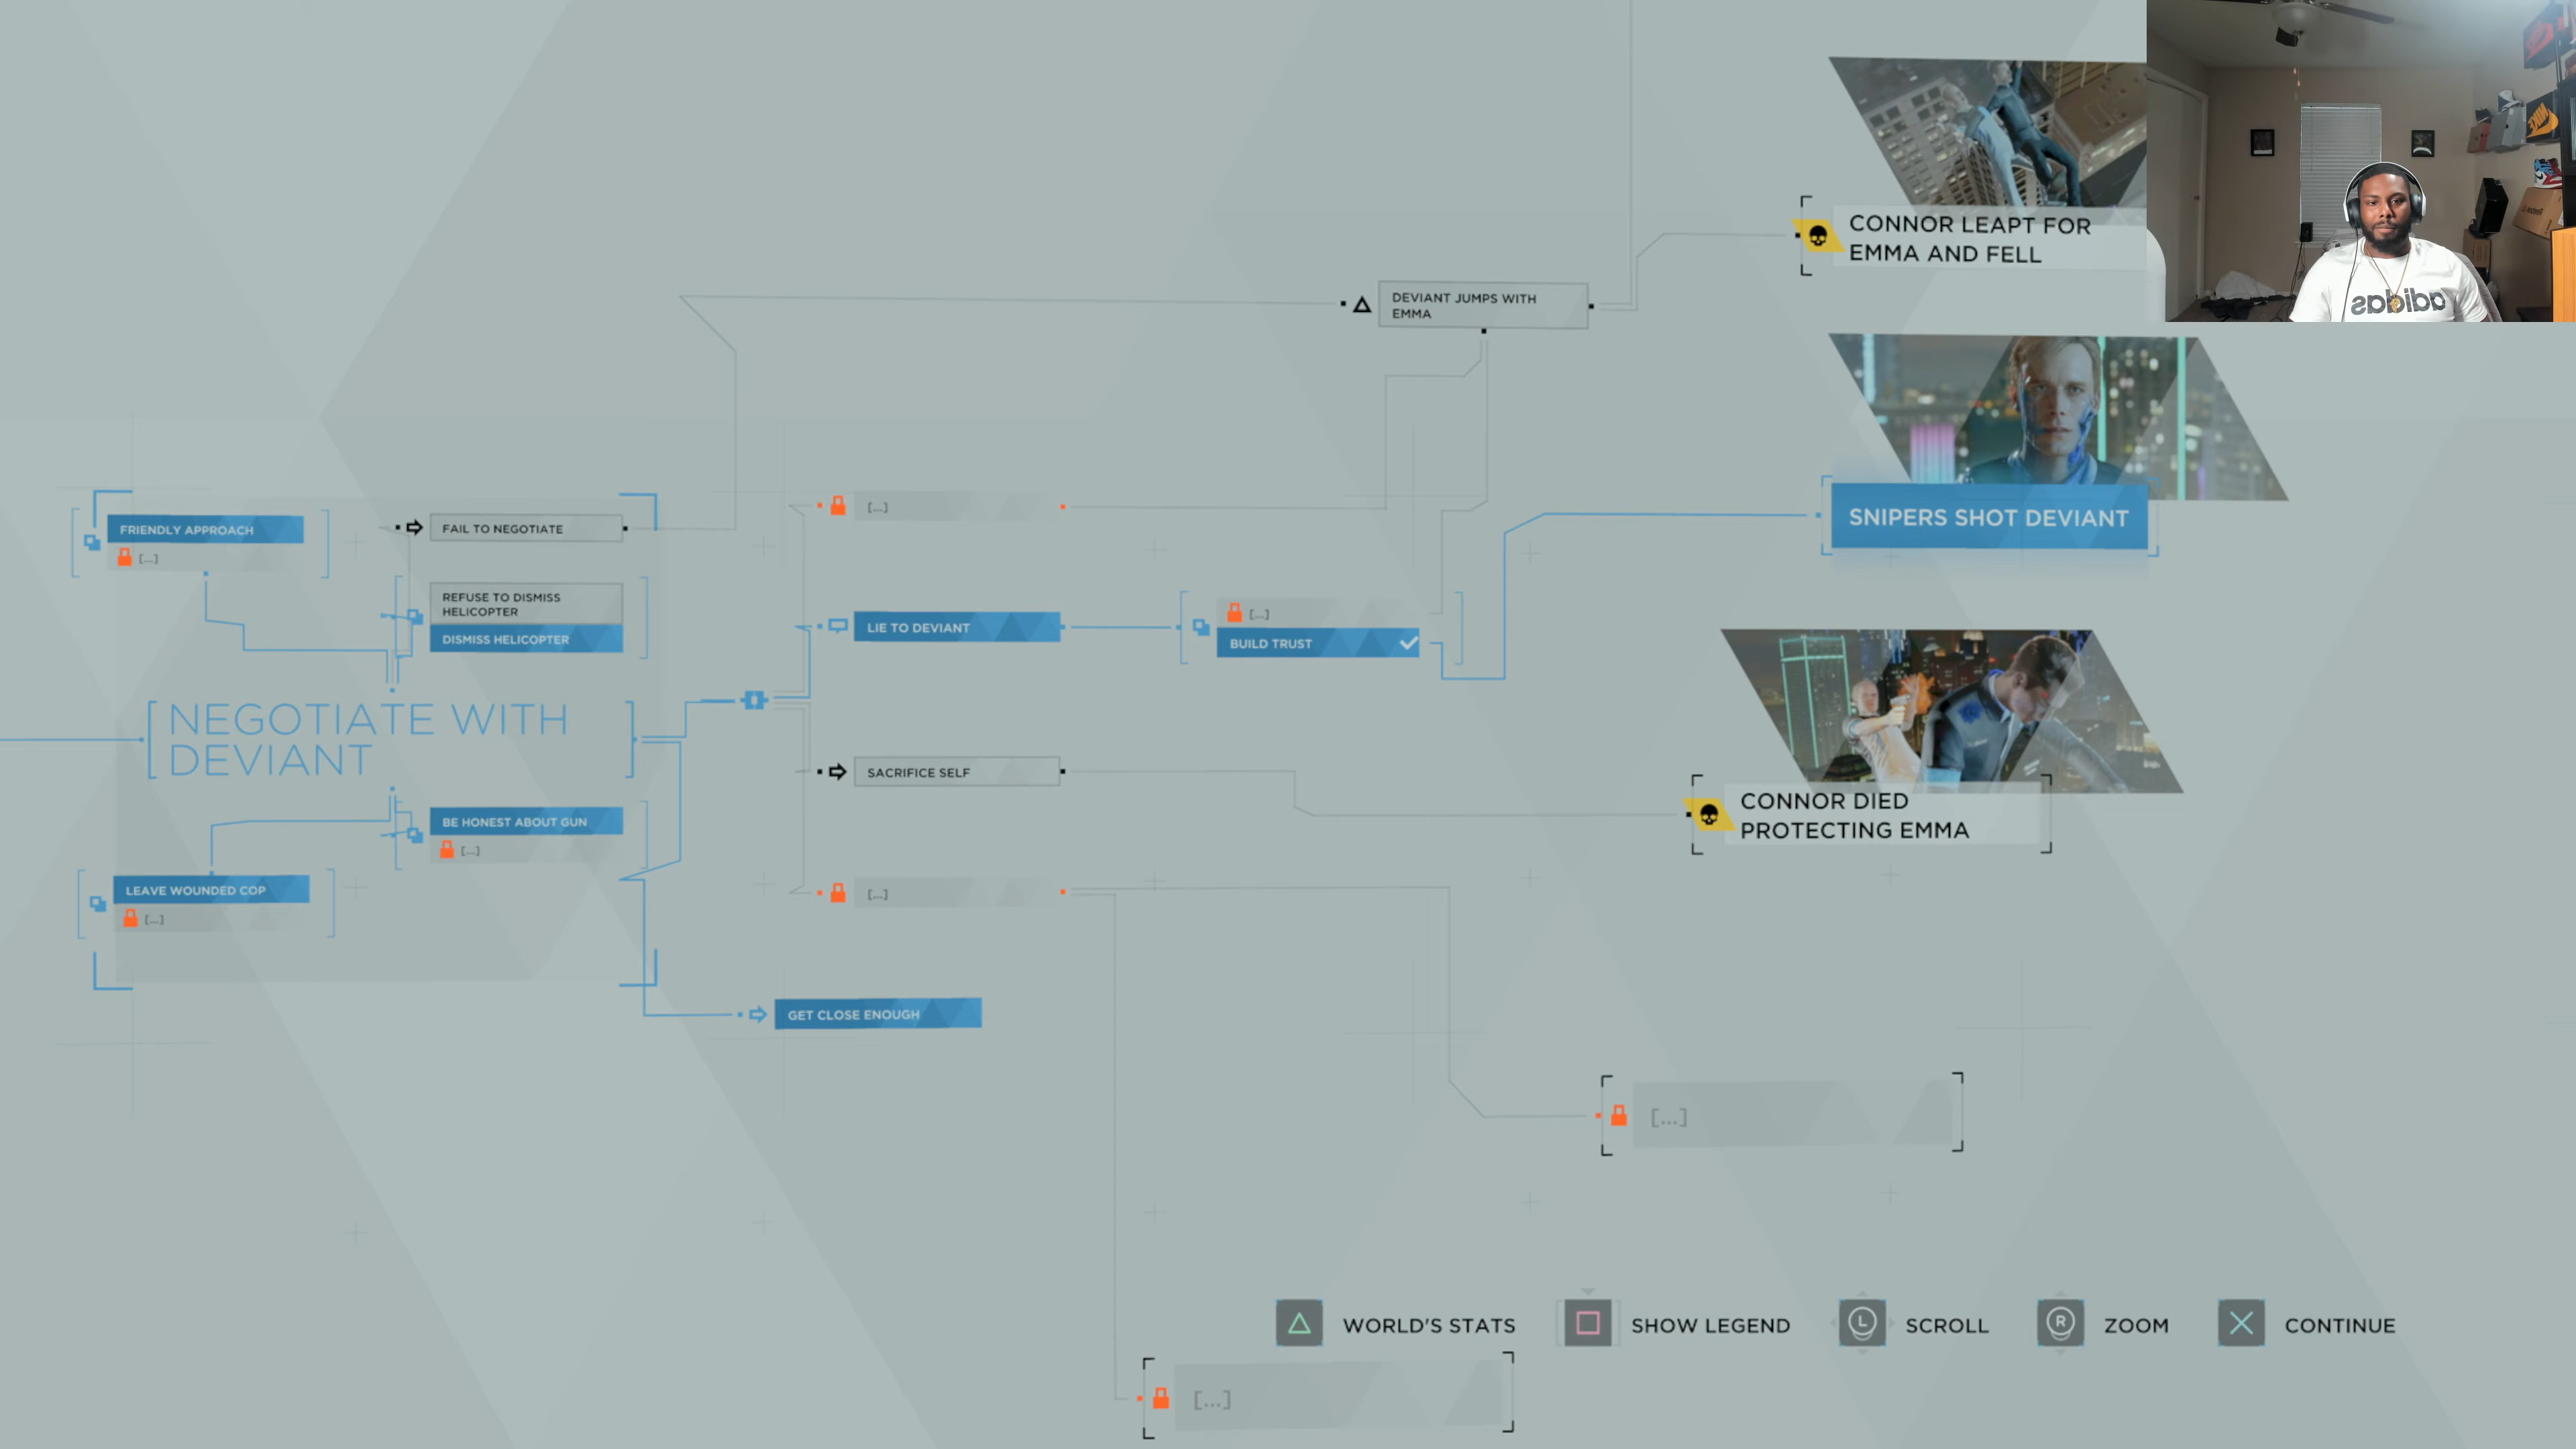 CONNOR LEAPT FOR
EMMA AND FELL
DEVIANT JUMPS WITH
EMMA
SNIPERS SHOT DEVIANT
FRIENDLY APPROACH
[...]
FAIL TO NEGOTIATE
REFUSE TO DISMISS
HELICOPTER
DISMISS HELICOPTER
[...]
LIE TO DEVIANT
[...]
BUILD TRUST
NEGOTIATE WITH
DEVIANT
SACRIFICE SELF
CONNOR DIED
PROTECTING EMMA
BE HONEST ABOUT GUN
[...]
LEAVE WOUNDED COP
[...]
[...]
GET CLOSE ENOUGH
[...]
WORLD'S STATS
SHOW LEGEND
L
SCROLL
R
ZOOM
CONTINUE
[...]
adidas
NIKE